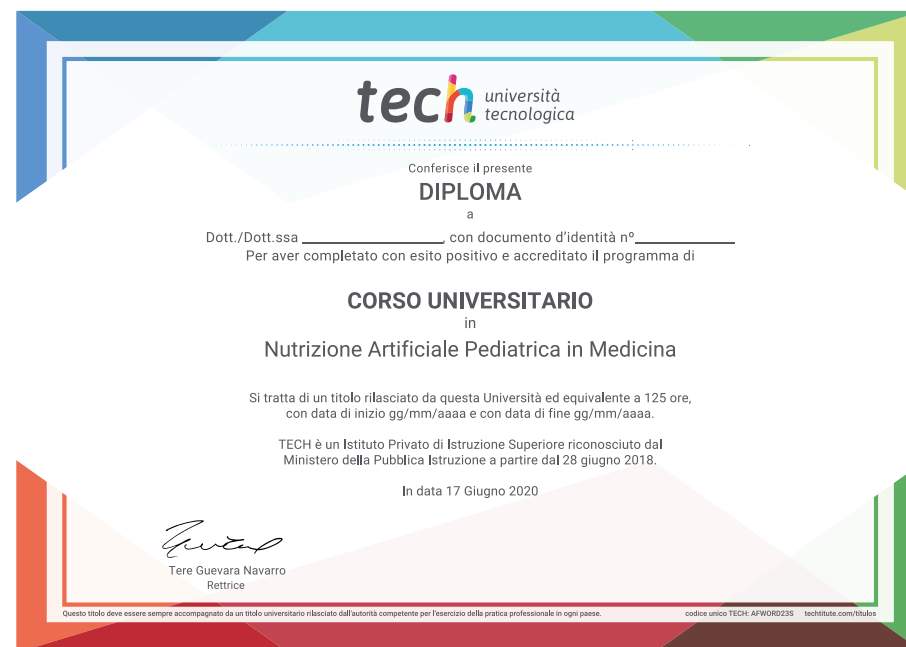 tech università
tecnologica
Conferisce il presente
DIPLOMA
a
Dott./Dott.ssa ____________________, con documento d'identità nº______________
Per aver completato con esito positivo e accreditato il programma di
CORSO UNIVERSITARIO
in
Nutrizione Artificiale Pediatrica in Medicina
Si tratta di un titolo rilasciato da questa Università ed equivalente a 125 ore,
con data di inizio gg/mm/aaaa e con data di fine gg/mm/aaaa.
TECH è un Istituto Privato di Istruzione Superiore riconosciuto dal
Ministero della Pubblica Istruzione a partire dal 28 giugno 2018.
In data 17 Giugno 2020
Tere Guevara Navarro
Rettrice
Questo titolo deve essere sempre accompagnato da un titolo universitario rilasciato dall'autorità competente per l'esercizio della pratica professionale in ogni paese. codice unico TECH: AFWORD23S techtitute.com/títulos